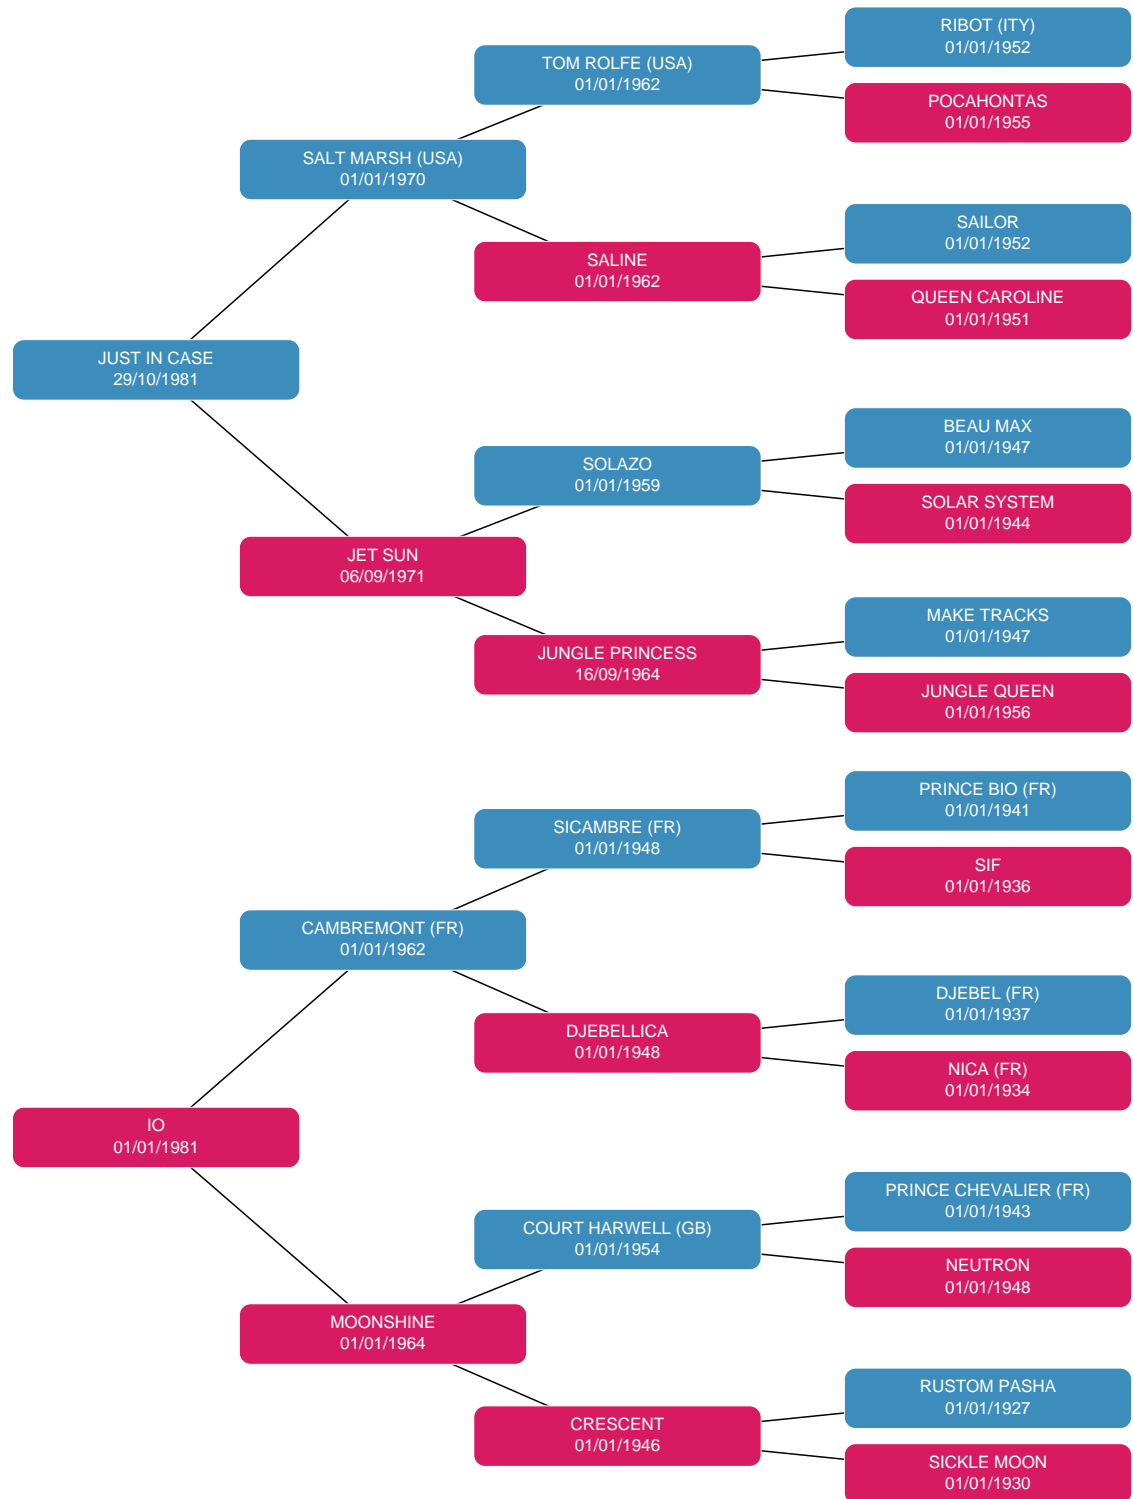 RIBOT (ITY)
01/01/1952
TOM ROLFE (USA)
01/01/1962
POCAHONTAS
01/01/1955
SALT MARSH (USA)
01/01/1970
SAILOR
01/01/1952
SALINE
01/01/1962
QUEEN CAROLINE
01/01/1951
JUST IN CASE
29/10/1981
BEAU MAX
01/01/1947
SOLAZO
01/01/1959
SOLAR SYSTEM
01/01/1944
JET SUN
06/09/1971
MAKE TRACKS
01/01/1947
JUNGLE PRINCESS
16/09/1964
JUNGLE QUEEN
01/01/1956
PRINCE BIO (FR)
01/01/1941
SICAMBRE (FR)
01/01/1948
SIF
01/01/1936
CAMBREMONT (FR)
01/01/1962
DJEBEL (FR)
01/01/1937
DJEBELLICA
01/01/1948
NICA (FR)
01/01/1934
IO
01/01/1981
PRINCE CHEVALIER (FR)
01/01/1943
COURT HARWELL (GB)
01/01/1954
NEUTRON
01/01/1948
MOONSHINE
01/01/1964
RUSTOM PASHA
01/01/1927
CRESCENT
01/01/1946
SICKLE MOON
01/01/1930